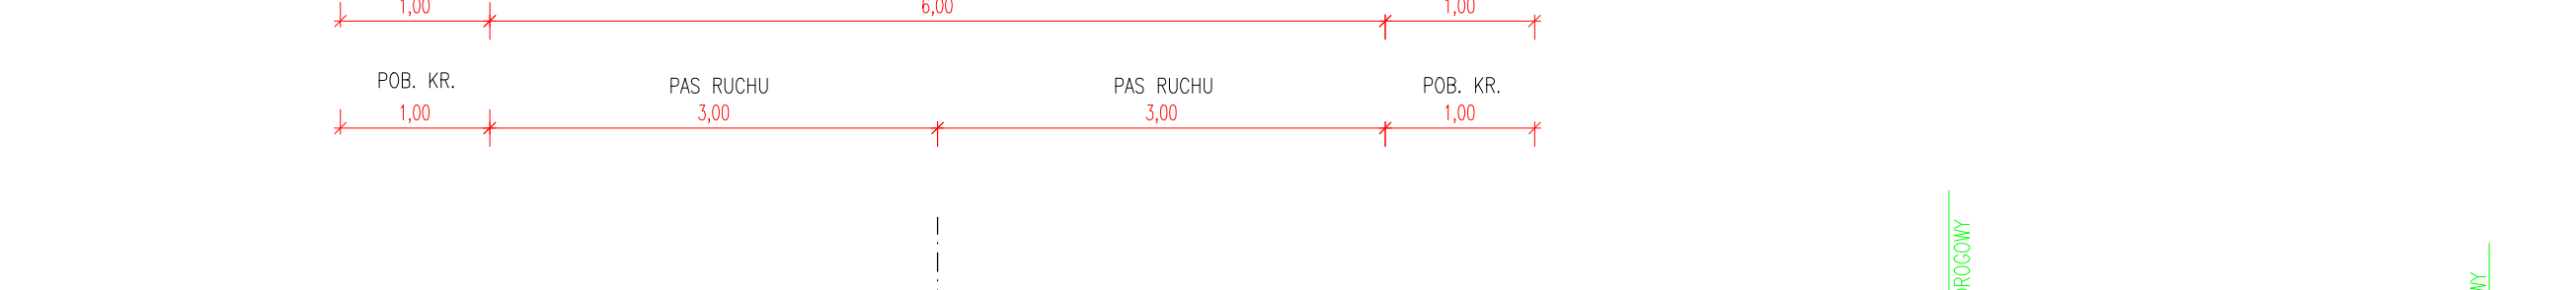 1,00 6,00 1,00
POB. KR. PAS RUCHU PAS RUCHU POB. KR.
1,00 3,00 3,00 1,00